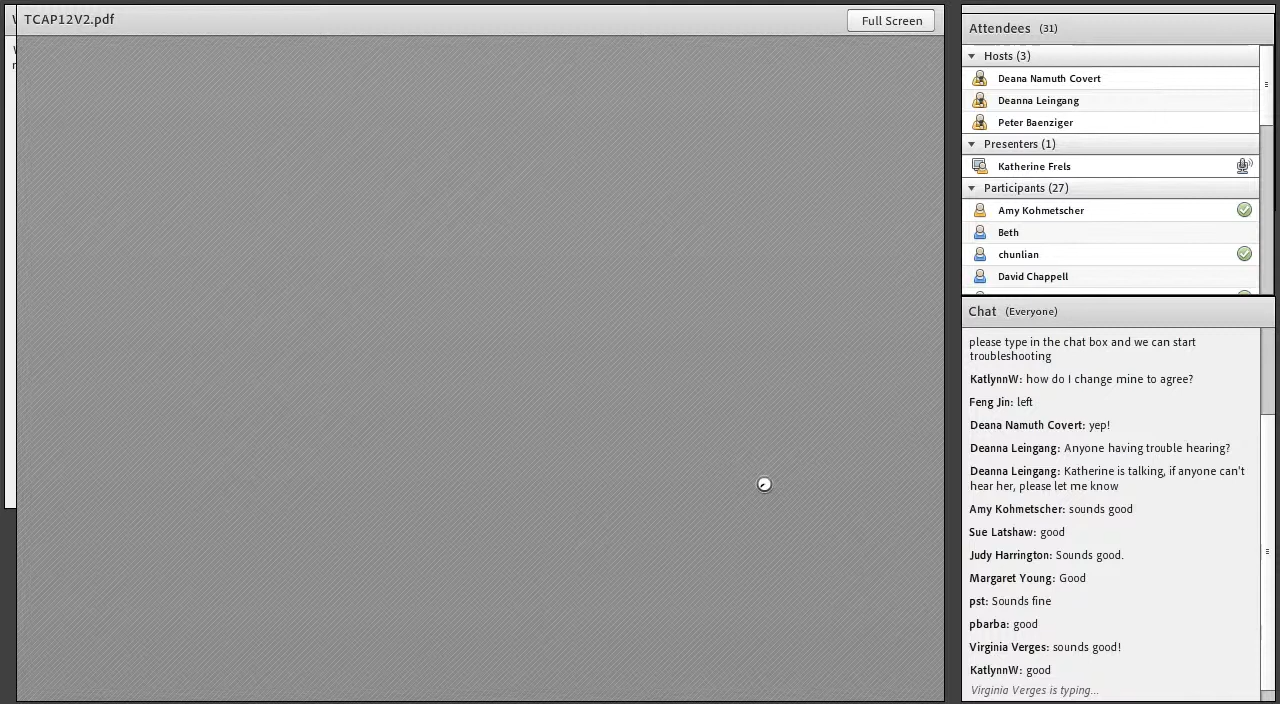 TCAP12V2.pdf
Full Screen
Attendees (31)
Hosts (3)
Deana Namuth Covert
Deanna Leingang
Peter Baenziger
Presenters (1)
Katherine Frels
Participants (27)
Amy Kohmetscher
Beth
chunlian
David Chappell
Chat (Everyone)
please type in the chat box and we can start
troubleshooting
KatlynnW: how do I change mine to agree?
Feng Jin: left
Deana Namuth Covert: yep!
Deanna Leingang: Anyone having trouble hearing?
Deanna Leingang: Katherine is talking, if anyone can't
hear her, please let me know
Amy Kohmetscher: sounds good
Sue Latshaw: good
Judy Harrington: Sounds good.
Margaret Young: Good
pst: Sounds fine
pbarba: good
Virginia Verges: sounds good!
KatlynnW: good
Virginia Verges is typing...